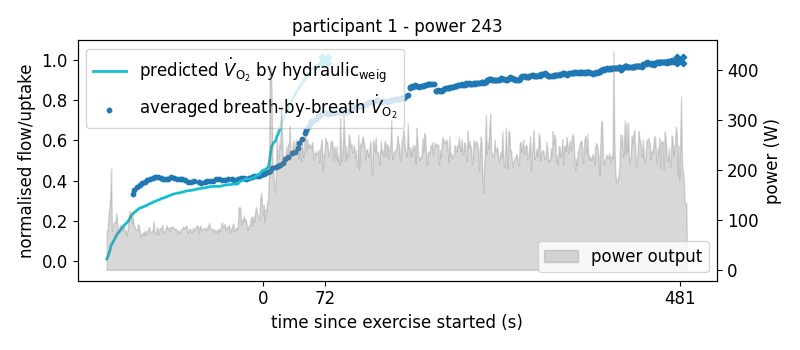 participant 1 - power 243
normalised flow/uptake
1.0
0.8
0.6
0.4
0.2
0.0
predicted V̇O₂ by hydraulicweig
averaged breath-by-breath V̇O₂
power output
400
300
200
100
0
power (W)
0 72 481
time since exercise started (s)